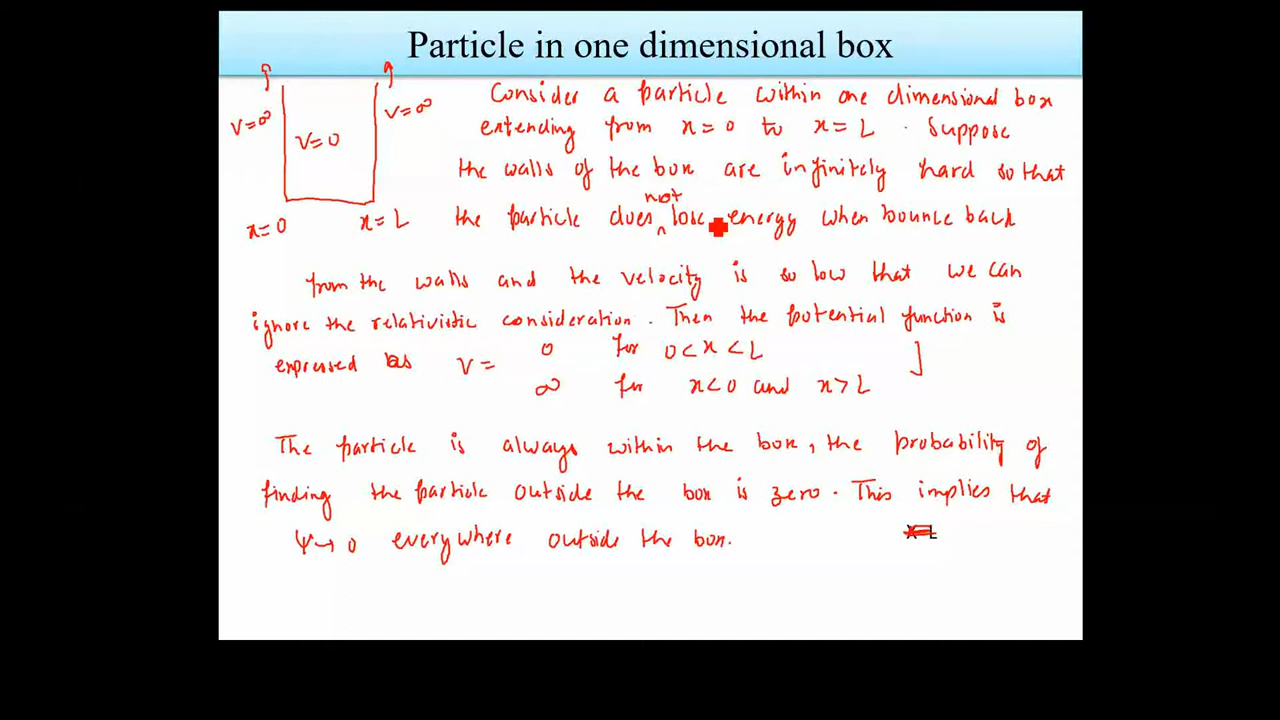 Particle in one dimensional box
V=∞
V=0
V=∞
x=0
x=L
Consider a particle within one dimensional box
extending from x=0 to x=L. Suppose
the walls of the box are infinitely hard so that
the particle does not lose energy when bounce back
from the walls and the velocity is so low that we can
ignore the relativistic consideration. Then the potential function is
expressed as V = 0 for 0<x<L ]
∞ for x<0 and x>L
The particle is always within the box, the probability of
finding the particle outside the box is zero. This implies that
ψ→0 everywhere outside the box.